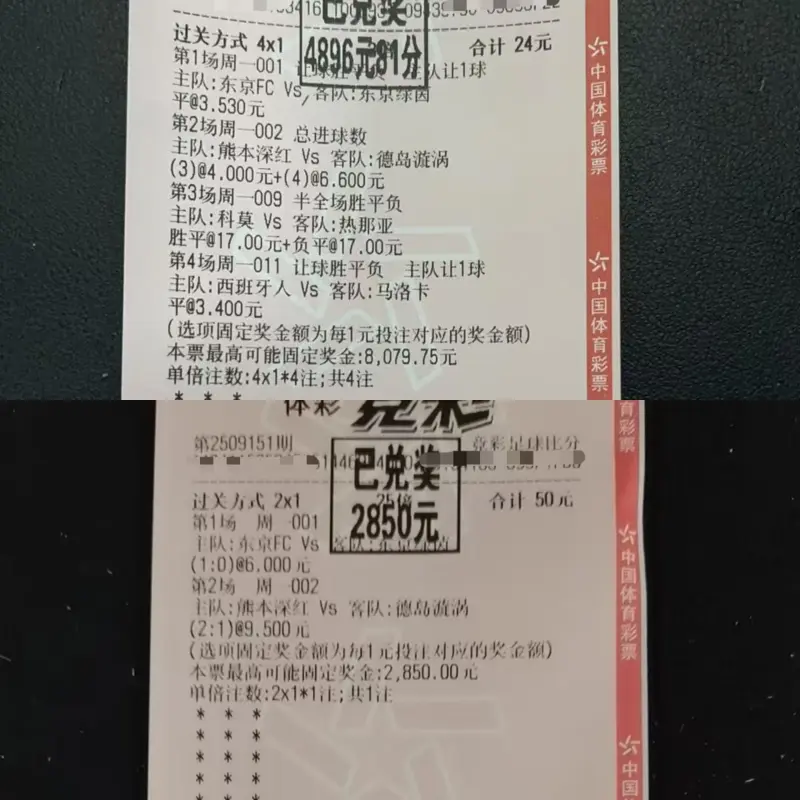 已兑奖
4896元81分
过关方式 4x1 合计 24元
第1场周一001 让球胜平负 主队让1球
主队:东京FC Vs 客队:东京绿茵
平@3.530元
第2场周一002 总进球数
主队:熊本深红 Vs 客队:德岛漩涡
(3)@4.000元+(4)@6.600元
第3场周一009 半全场胜平负
主队:科莫 Vs 客队:热那亚
胜平@17.00元+负平@17.00元
第4场周一011 让球胜平负 主队让1球
主队:西班牙人 Vs 客队:马洛卡
平@3.400元
(选项固定奖金额为每1元投注对应的奖金额)
本票最高可能固定奖金:8,079.75元
单倍注数:4x1*4注;共4注
* * *
中国体育彩票
中国体育彩票
体彩 竞彩
第2509151期 竞彩足球比分
已兑奖
2850元
过关方式 2x1 25倍 合计 50元
第1场 周一001
主队:东京FC Vs 客队:东京绿茵
(1:0)@6.000元
第2场 周一002
主队:熊本深红 Vs 客队:德岛漩涡
(2:1)@9.500元
(选项固定奖金额为每1元投注对应的奖金额)
本票最高可能固定奖金:2,850.00元
单倍注数:2x1*1注;共1注
* * *
* * *
* * *
* * *
* * *
育彩票
中国体育彩票
中国